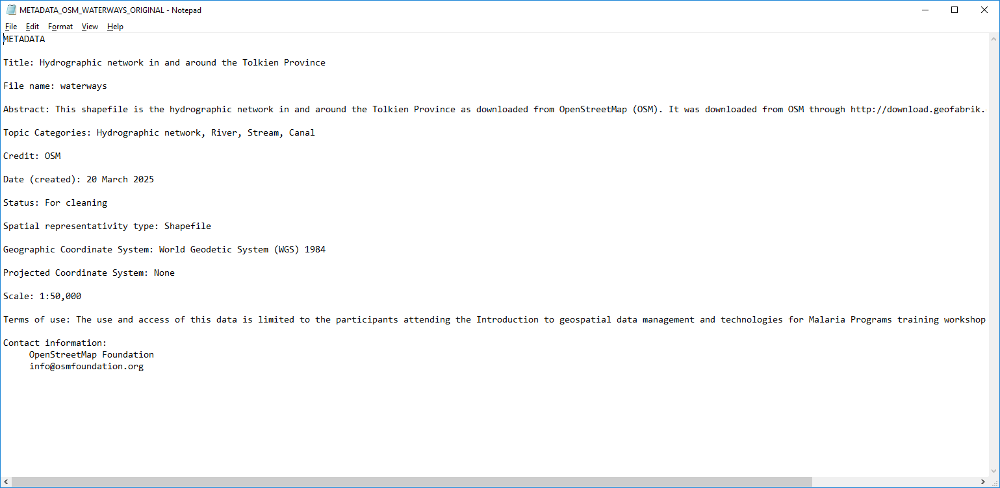 METADATA_OSM_WATERWAYS_ORIGINAL - Notepad
File Edit Format View Help
METADATA
Title: Hydrographic network in and around the Tolkien Province
File name: waterways
Abstract: This shapefile is the hydrographic network in and around the Tolkien Province as downloaded from OpenStreetMap (OSM). It was downloaded from OSM through http://download.geofabrik.
Topic Categories: Hydrographic network, River, Stream, Canal
Credit: OSM
Date (created): 20 March 2025
Status: For cleaning
Spatial representativity type: Shapefile
Geographic Coordinate System: World Geodetic System (WGS) 1984
Projected Coordinate System: None
Scale: 1:50,000
Terms of use: The use and access of this data is limited to the participants attending the Introduction to geospatial data management and technologies for Malaria Programs training workshop
Contact information:
OpenStreetMap Foundation
info@osmfoundation.org